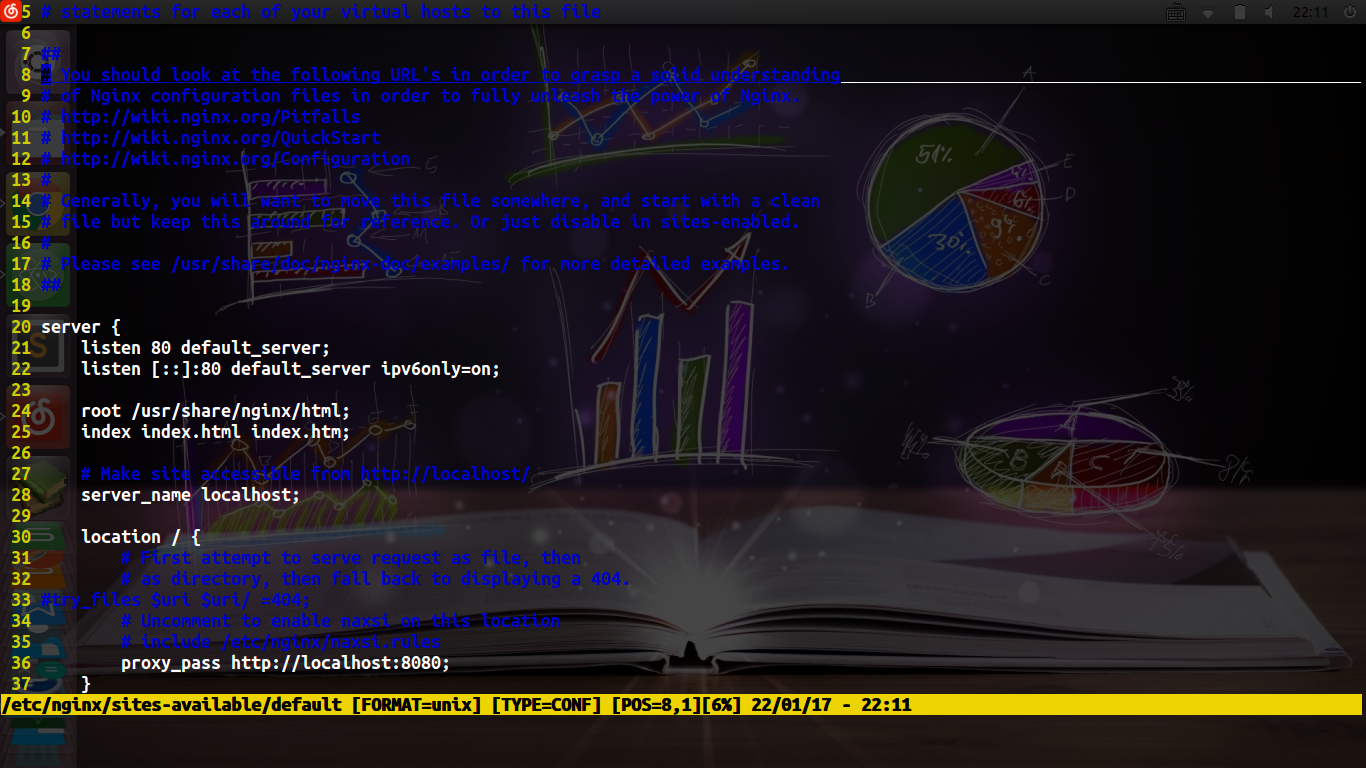 5 # statements for each of your virtual hosts to this file
22:11
6
7 ##
8 # You should look at the following URL's in order to grasp a solid understanding
9 # of Nginx configuration files in order to fully unleash the power of Nginx.
10 # http://wiki.nginx.org/Pitfalls
11 # http://wiki.nginx.org/QuickStart
12 # http://wiki.nginx.org/Configuration
13 #
14 # Generally, you will want to move this file somewhere, and start with a clean
15 # file but keep this around for reference. Or just disable in sites-enabled.
16 #
17 # Please see /usr/share/doc/nginx-doc/examples/ for more detailed examples.
18 ##
19
20 server {
21     listen 80 default_server;
22     listen [::]:80 default_server ipv6only=on;
23
24     root /usr/share/nginx/html;
25     index index.html index.htm;
26
27     # Make site accessible from http://localhost/
28     server_name localhost;
29
30     location / {
31         # First attempt to serve request as file, then
32         # as directory, then fall back to displaying a 404.
33 #try_files $uri $uri/ =404;
34         # Uncomment to enable naxsi on this location
35         # include /etc/nginx/naxsi.rules
36         proxy_pass http://localhost:8080;
37     }
/etc/nginx/sites-available/default [FORMAT=unix] [TYPE=CONF] [POS=8,1][6%] 22/01/17 - 22:11
A
51%
E
D
6%
9%
30%
C
B
B
A
C